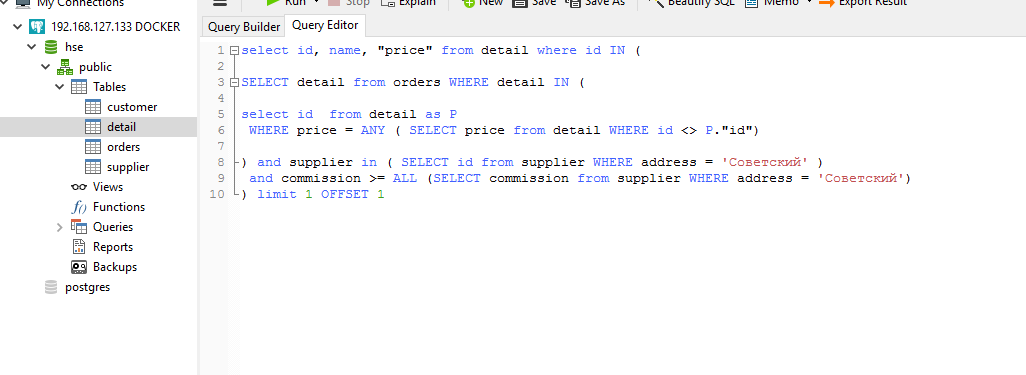 My Connections
192.168.127.133 DOCKER
hse
public
Tables
customer
detail
orders
supplier
Views
Functions
Queries
Reports
Backups
postgres
Run Stop Explain New Save Save As Beautify SQL Memo Export Result
Query Builder Query Editor
1 select id, name, "price" from detail where id IN (
2
3 SELECT detail from orders WHERE detail IN (
4
5 select id  from detail as P
6  WHERE price = ANY ( SELECT price from detail WHERE id <> P."id")
7
8 ) and supplier in ( SELECT id from supplier WHERE address = 'Советский' )
9  and commission >= ALL (SELECT commission from supplier WHERE address = 'Советский')
10 ) limit 1 OFFSET 1